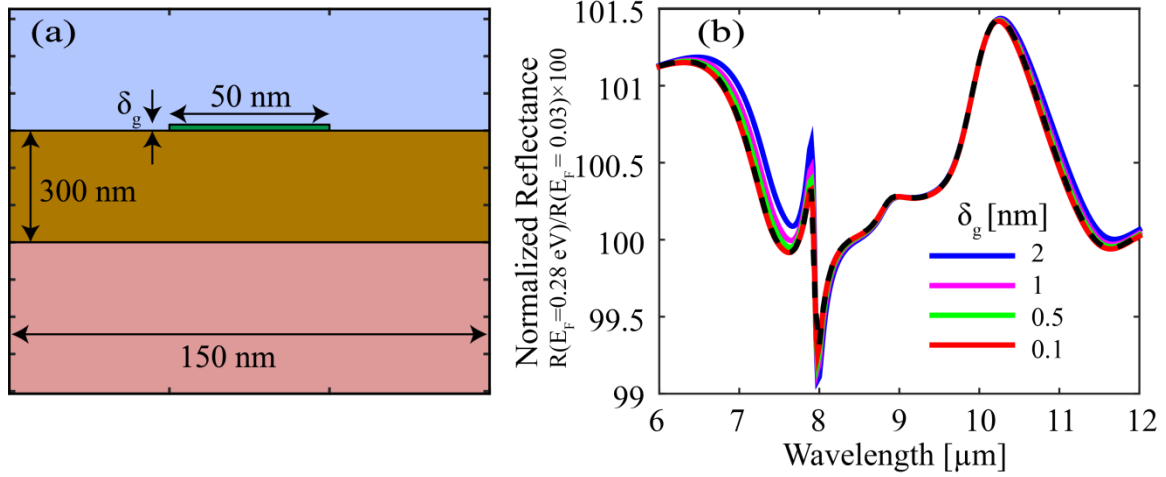 (a)
δg
50 nm
300 nm
150 nm
Normalized Reflectance
R(EF=0.28 eV)/R(EF = 0.03)×100
(b)
101.5
101
100.5
100
99.5
99
δg [nm]
2
1
0.5
0.1
6 7 8 9 10 11 12
Wavelength [µm]